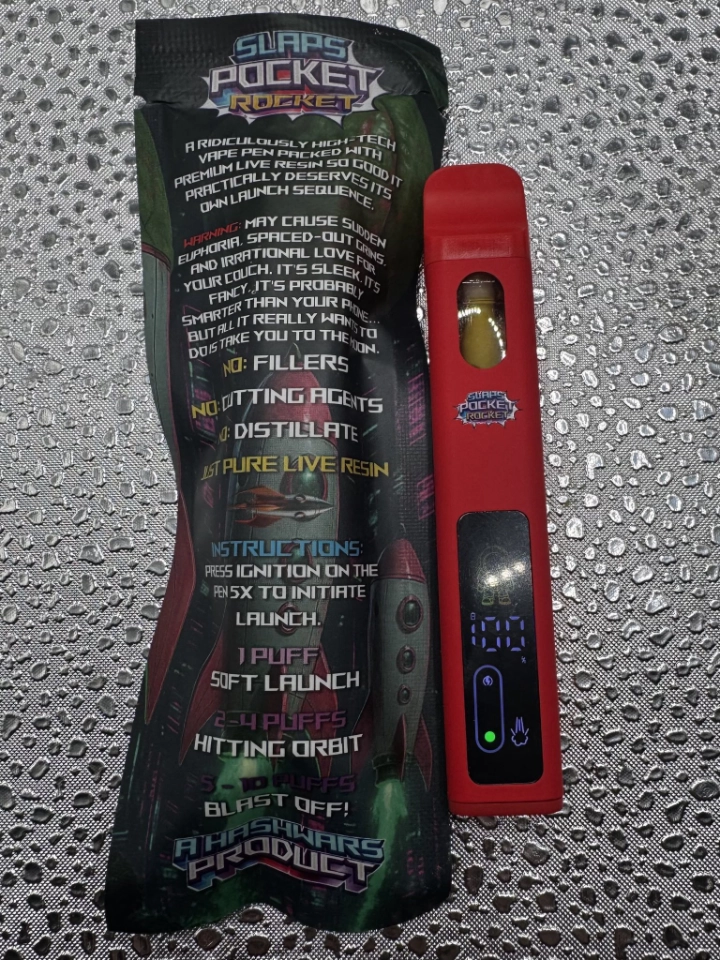 SLAPS
POCKET
ROCKET
A RIDICULOUSLY HIGH-TECH
VAPE PEN PACKED WITH
PREMIUM LIVE RESIN SO GOOD IT
PRACTICALLY DESERVES ITS
OWN LAUNCH SEQUENCE.
WARNING: MAY CAUSE SUDDEN
EUPHORIA, SPACED-OUT GRINS,
AND IRRATIONAL LOVE FOR
YOUR COUCH. IT'S SLEEK, IT'S
FANCY, IT'S PROBABLY
SMARTER THAN YOUR PHONE...
BUT ALL IT REALLY WANTS TO
DO IS TAKE YOU TO THE MOON.
NO: FILLERS
NO: CUTTING AGENTS
NO: DISTILLATE
JUST PURE LIVE RESIN
INSTRUCTIONS:
PRESS IGNITION ON THE
PEN 5X TO INITIATE
LAUNCH.
1 PUFF
SOFT LAUNCH
2-4 PUFFS
HITTING ORBIT
5 - 10 PUFFS
BLAST OFF!
A HASHWARS
PRODUCT
SLAPS
POCKET
ROCKET
100
%